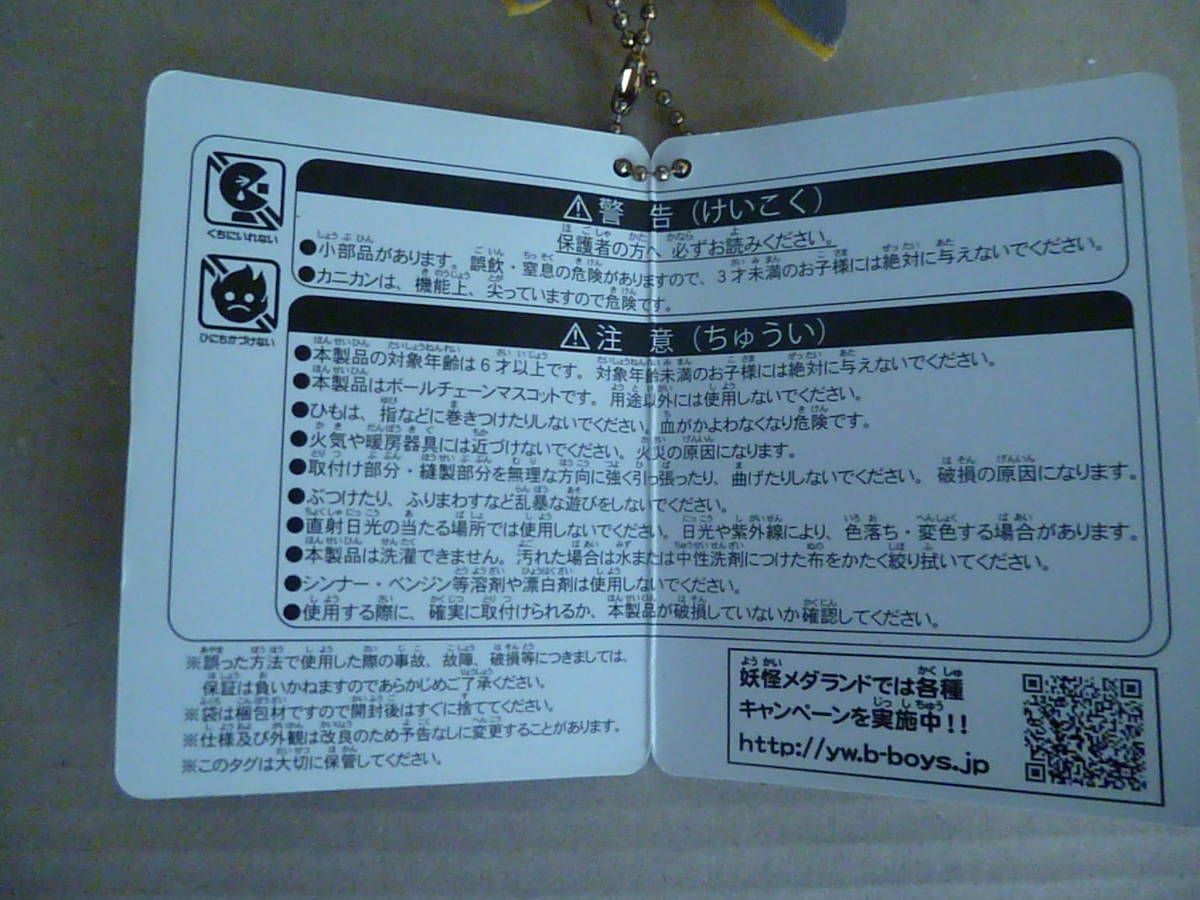 くちにいれない
ひにちかづけない
⚠警 告(けいこく)
保護者の方へ 必ずお読みください。
●小部品があります。誤飲・窒息の危険がありますので、3才未満のお子様には絶対に与えないでください。
●カニカンは、機能上、尖っていますので危険です。
⚠注 意(ちゅうい)
●本製品の対象年齢は6才以上です。対象年齢未満のお子様には絶対に与えないでください。
●本製品はボールチェーンマスコットです。用途以外には使用しないでください。
●ひもは、指などに巻きつけたりしないでください。血がかよわなくなり危険です。
●火気や暖房器具には近づけないでください。火災の原因になります。
●取付け部分・縫製部分を無理な方向に強く引っ張ったり、曲げたりしないでください。破損の原因になります。
●ぶつけたり、ふりまわすなど乱暴な遊びをしないでください。
●直射日光の当たる場所では使用しないでください。日光や紫外線により、色落ち・変色する場合があります。
●本製品は洗濯できません。汚れた場合は水または中性洗剤につけた布をかたく絞り拭いてください。
●シンナー・ベンジン等溶剤や漂白剤は使用しないでください。
●使用する際に、確実に取付けられるか、本製品が破損していないか確認してください。
※誤った方法で使用した際の事故、故障、破損等につきましては、
保証は負いかねますのであらかじめご了承ください。
※袋は梱包材ですので開封後はすぐに捨ててください。
※仕様及び外観は改良のため予告なしに変更することがあります。
※このタグは大切に保管してください。
妖怪メダランドでは各種
キャンペーンを実施中!!
http://yw.b-boys.jp